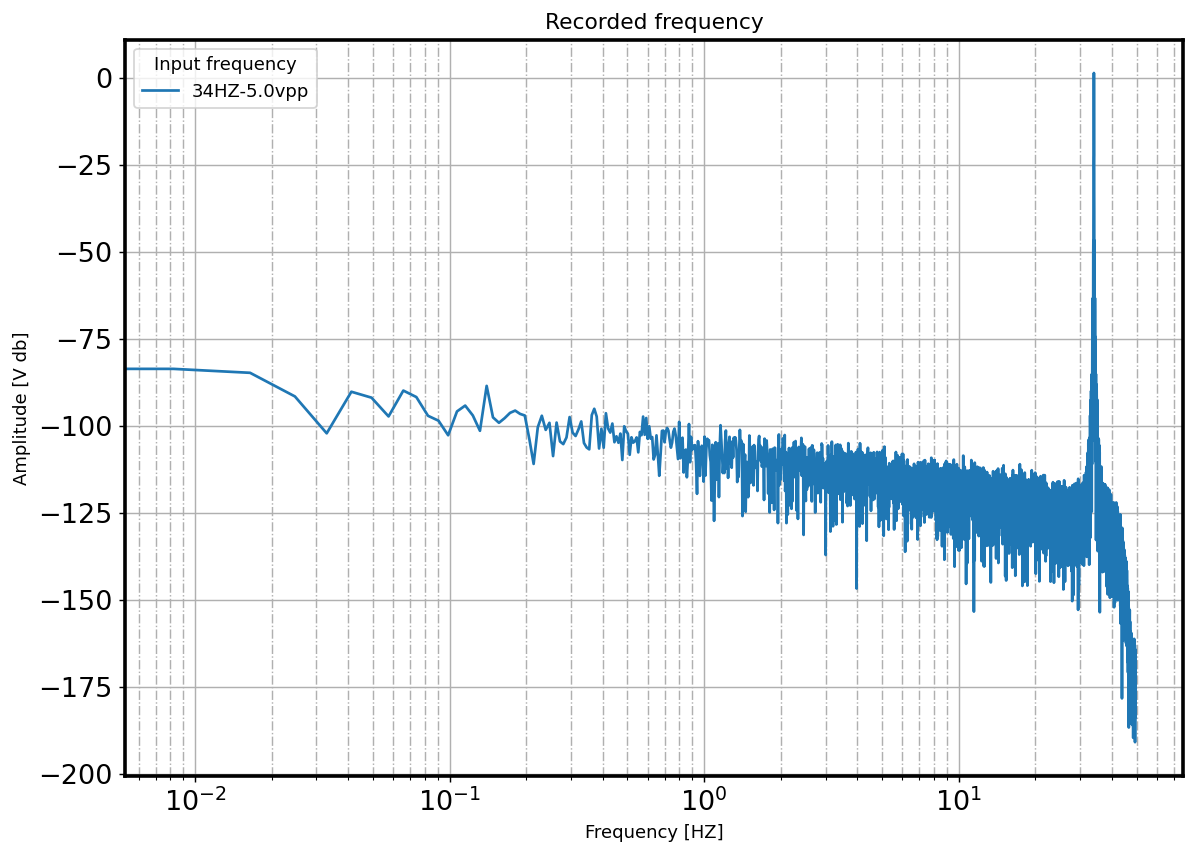 Recorded frequency
Input frequency
34HZ-5.0vpp
Amplitude [V db]
0
−25
−50
−75
−100
−125
−150
−175
−200
10⁻² 10⁻¹ 10⁰ 10¹
Frequency [HZ]